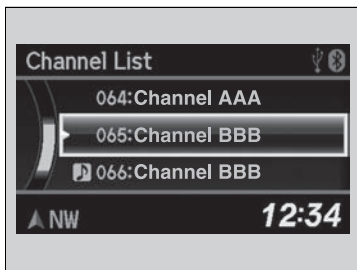 Channel List
064:Channel AAA
065:Channel BBB
066:Channel BBB
NW 12:34